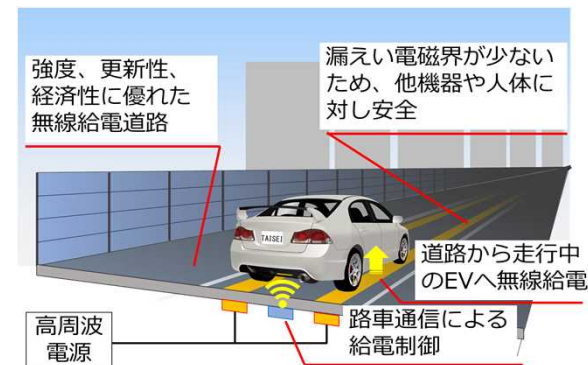 強度、更新性、
経済性に優れた
無線給電道路
漏えい電磁界が少ない
ため、他機器や人体に
対し安全
TAISEI
道路から走行中
のEVへ無線給電
路車通信による
給電制御
高周波
電源